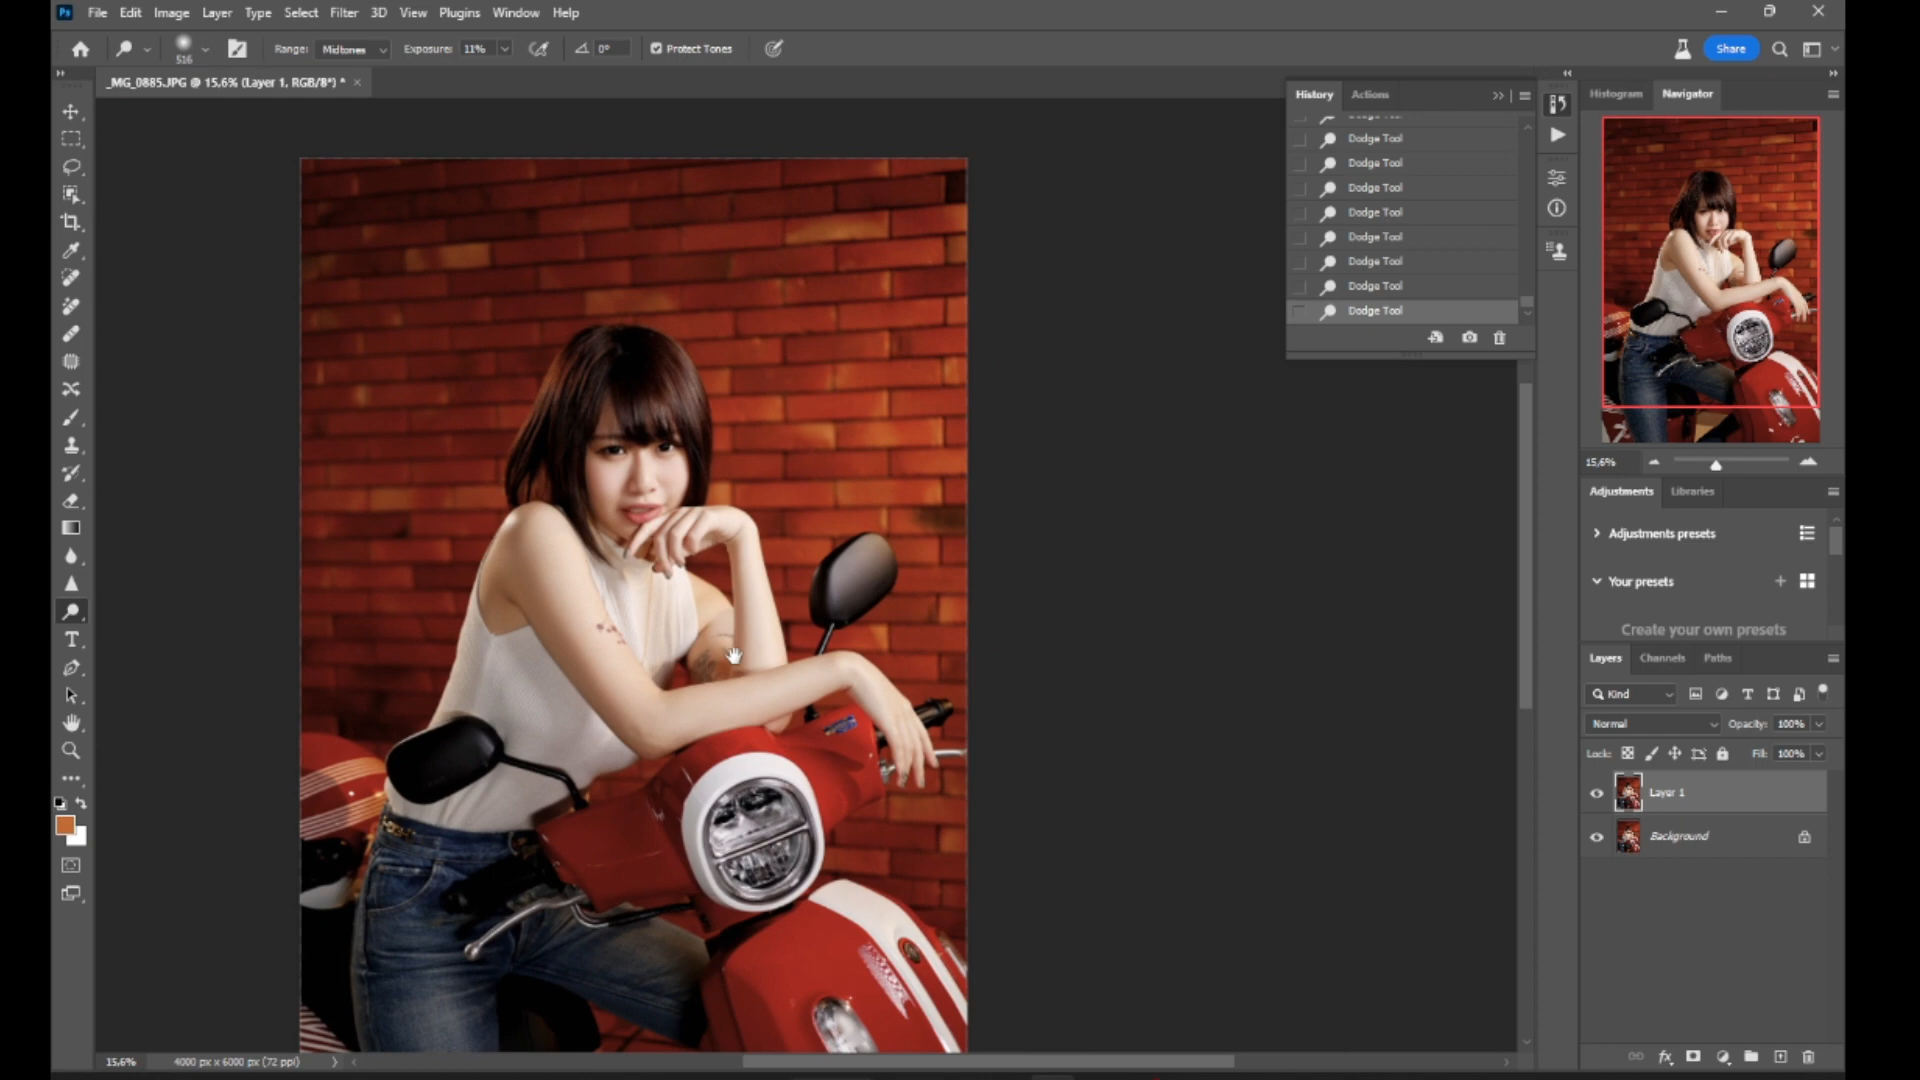 Ps File Edit Image Layer Type Select Filter 3D View Plugins Window Help
516 Range: Midtones Exposure: 11% 0° Protect Tones Share
_MG_0885.JPG @ 15,6% (Layer 1, RGB/8*) * ×
History Actions
Dodge Tool
Dodge Tool
Dodge Tool
Dodge Tool
Dodge Tool
Dodge Tool
Dodge Tool
Dodge Tool
Dodge Tool
Histogram Navigator
15,6%
Adjustments Libraries
Adjustments presets
Your presets
Create your own presets
Layers Channels Paths
Kind
Normal Opacity: 100%
Lock: Fill: 100%
Layer 1
Background
15,6% 4000 px x 6000 px (72 ppi)